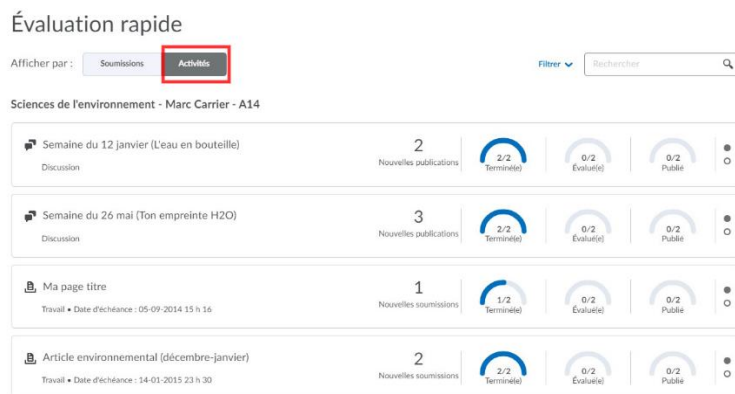 Évaluation rapide
Afficher par : Soumissions Activités Filtrer Rechercher
Sciences de l'environnement - Marc Carrier - A14
Semaine du 12 janvier (L'eau en bouteille)
Discussion
2
Nouvelles publications
2/2
Terminé(e)
0/2
Évalué(e)
0/2
Publié
Semaine du 26 mai (Ton empreinte H2O)
Discussion
3
Nouvelles publications
2/2
Terminé(e)
0/2
Évalué(e)
0/2
Publié
Ma page titre
Travail • Date d'échéance : 05-09-2014 15 h 16
1
Nouvelles soumissions
1/2
Terminé(e)
0/2
Évalué(e)
0/2
Publié
Article environnemental (décembre-janvier)
Travail • Date d'échéance : 14-01-2015 23 h 30
2
Nouvelles soumissions
2/2
Terminé(e)
0/2
Évalué(e)
0/2
Publié